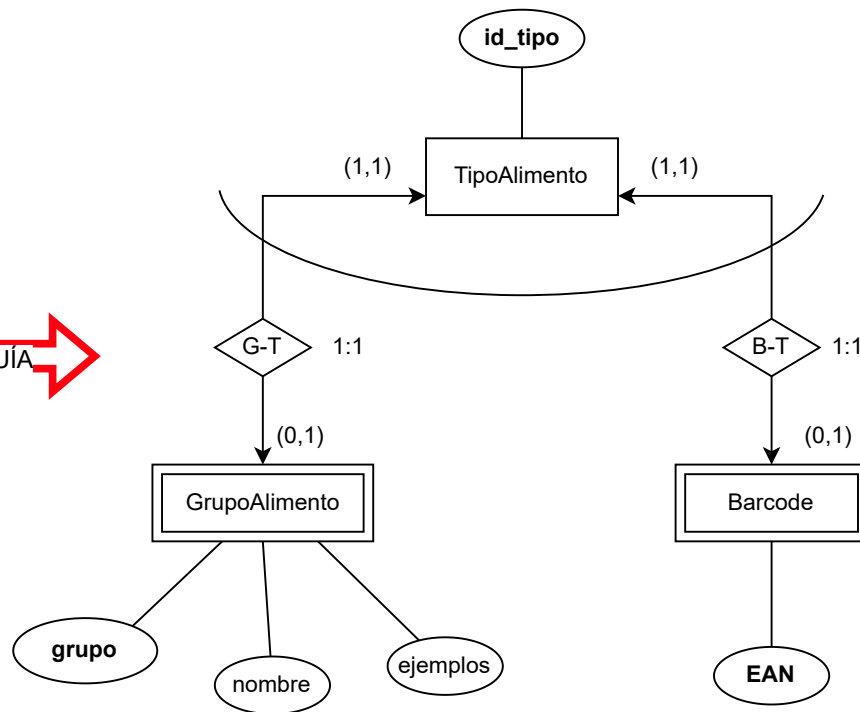 id_tipo
(1,1)
TipoAlimento
(1,1)
G-T
1:1
B-T
1:1
UÍA
(0,1)
(0,1)
GrupoAlimento
Barcode
grupo
nombre
ejemplos
EAN